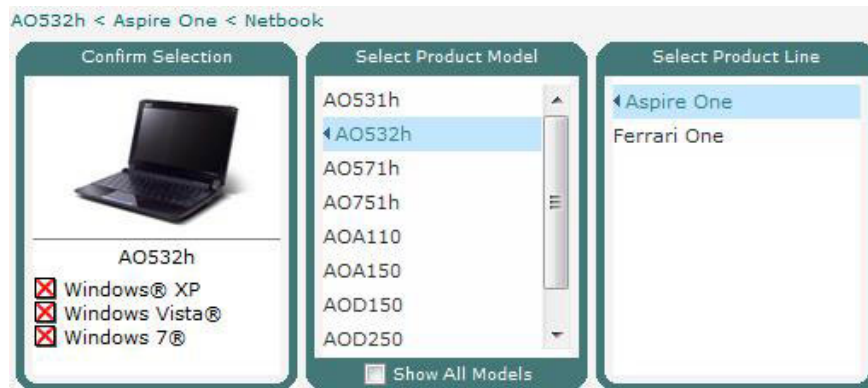 AO532h < Aspire One < Netbook
Confirm Selection
AO532h
Windows® XP
Windows Vista®
Windows 7®
Select Product Model
AO531h
AO532h
AO571h
AO751h
AOA110
AOA150
AOD150
AOD250
Show All Models
Select Product Line
Aspire One
Ferrari One